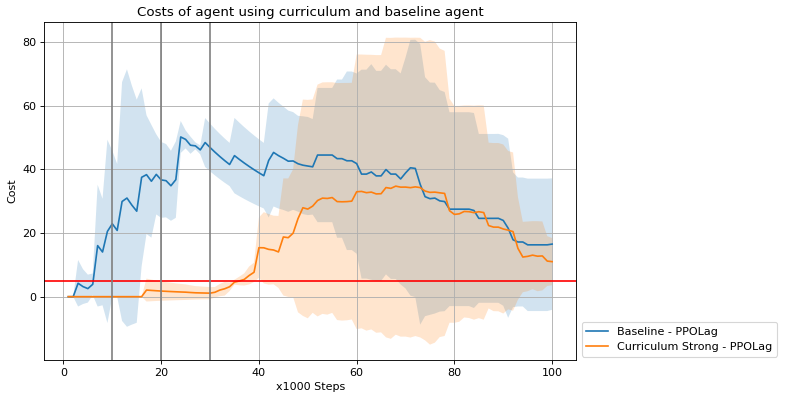 Costs of agent using curriculum and baseline agent
80
60
40
20
0
Cost
0
20
40
60
80
100
x1000 Steps
Baseline - PPOLag
Curriculum Strong - PPOLag